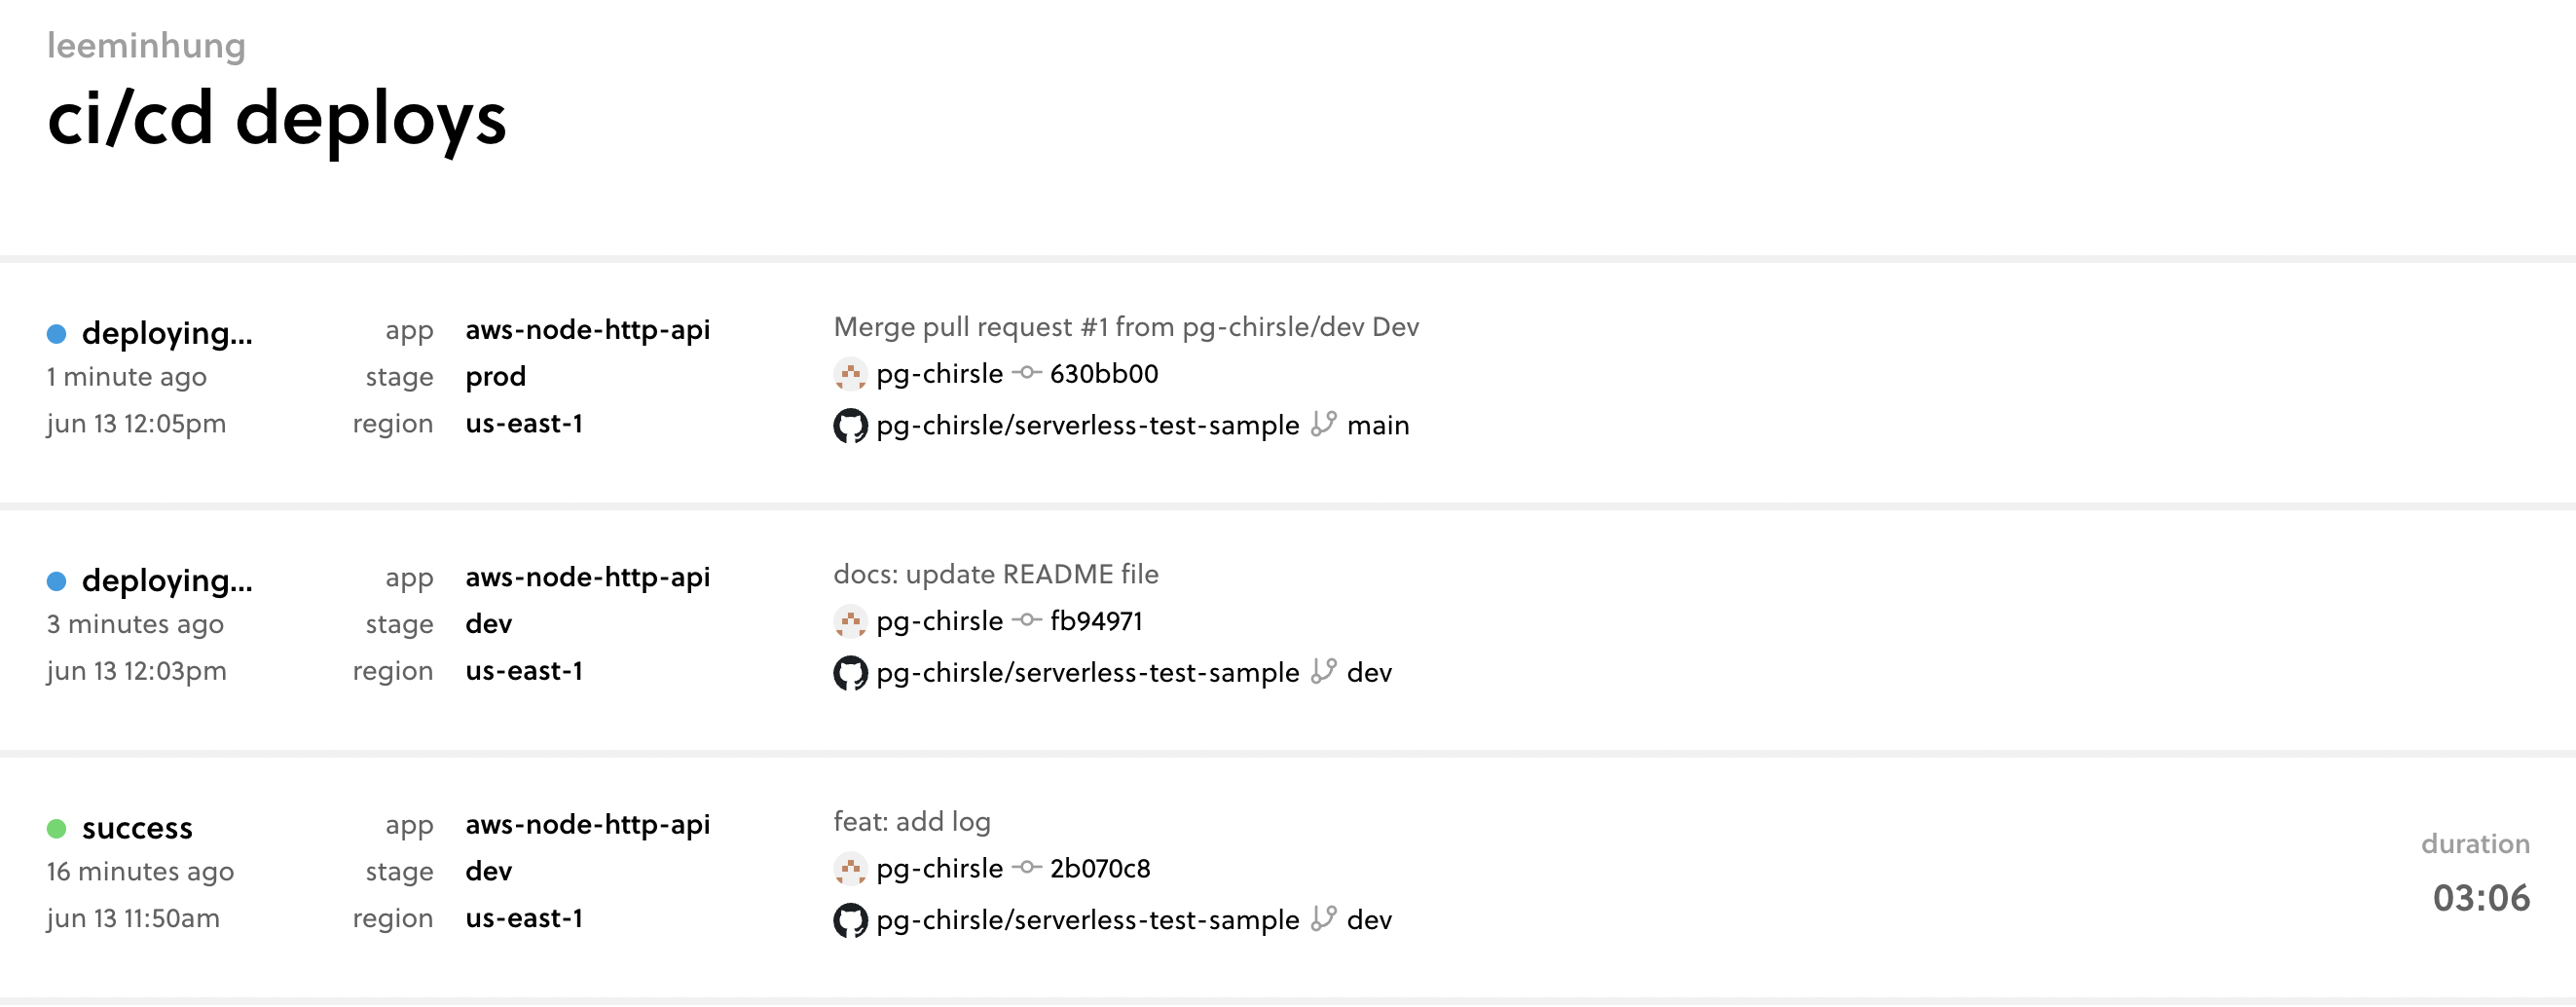 leeminhung
ci/cd deploys
deploying...
1 minute ago
jun 13 12:05pm
app aws-node-http-api
stage prod
region us-east-1
Merge pull request #1 from pg-chirsle/dev Dev
pg-chirsle 630bb00
pg-chirsle/serverless-test-sample main
deploying...
3 minutes ago
jun 13 12:03pm
app aws-node-http-api
stage dev
region us-east-1
docs: update README file
pg-chirsle fb94971
pg-chirsle/serverless-test-sample dev
success
16 minutes ago
jun 13 11:50am
app aws-node-http-api
stage dev
region us-east-1
feat: add log
pg-chirsle 2b070c8
pg-chirsle/serverless-test-sample dev
duration
03:06